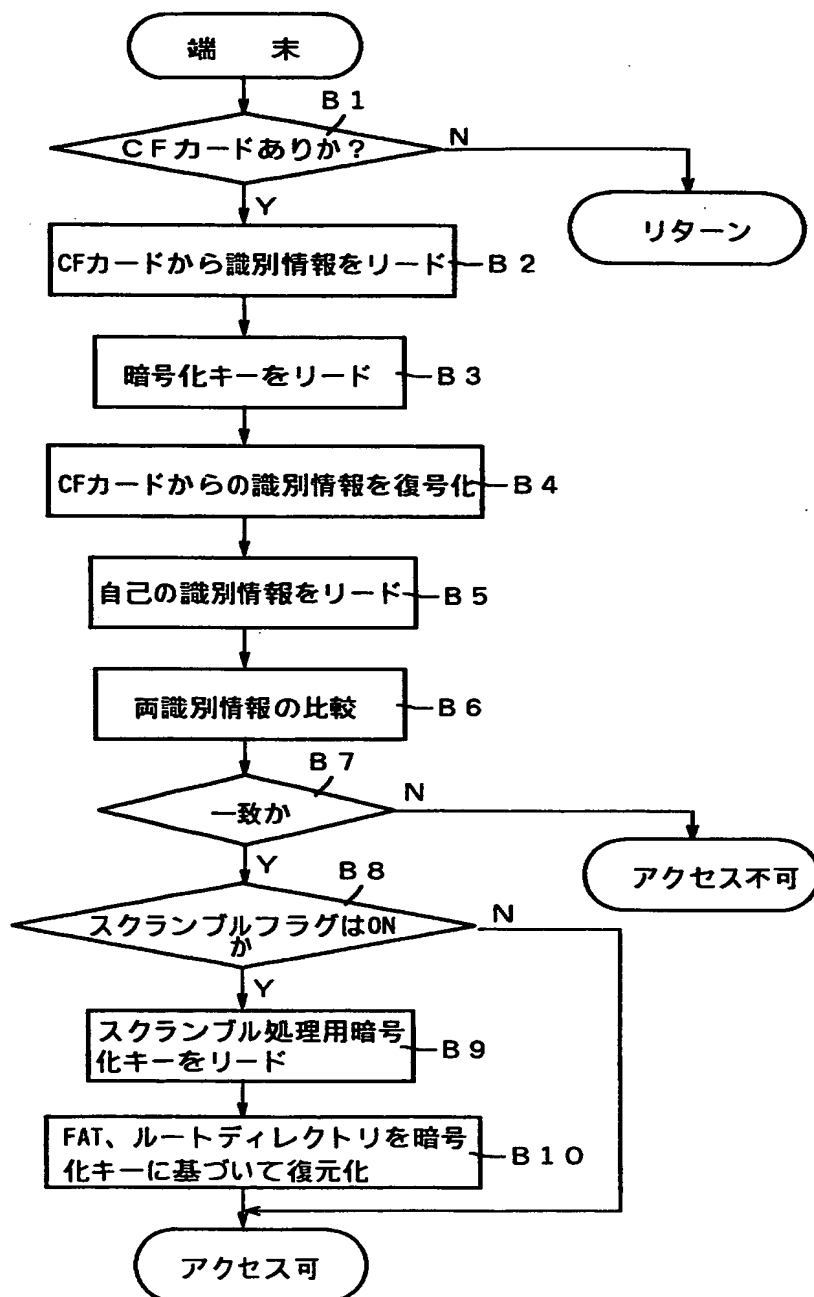 端 末
B1
CFカードありか?
N
Y
リターン
CFカードから識別情報をリード
B2
暗号化キーをリード
B3
CFカードからの識別情報を復号化
B4
自己の識別情報をリード
B5
両識別情報の比較
B6
B7
一致か
N
Y
アクセス不可
B8
スクランブルフラグはON
か
N
Y
スクランブル処理用暗号
化キーをリード
B9
FAT、ルートディレクトリを暗号
化キーに基づいて復元化
B10
アクセス可